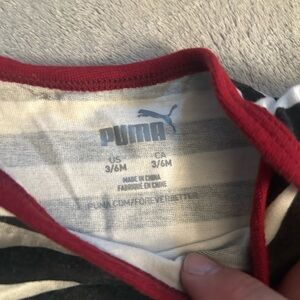 PUMA
US CA
3/6M 3/6M
MADE IN CHINA
FABRIQUÉ EN CHINE
PUMA.COM/FOREVERBETTER